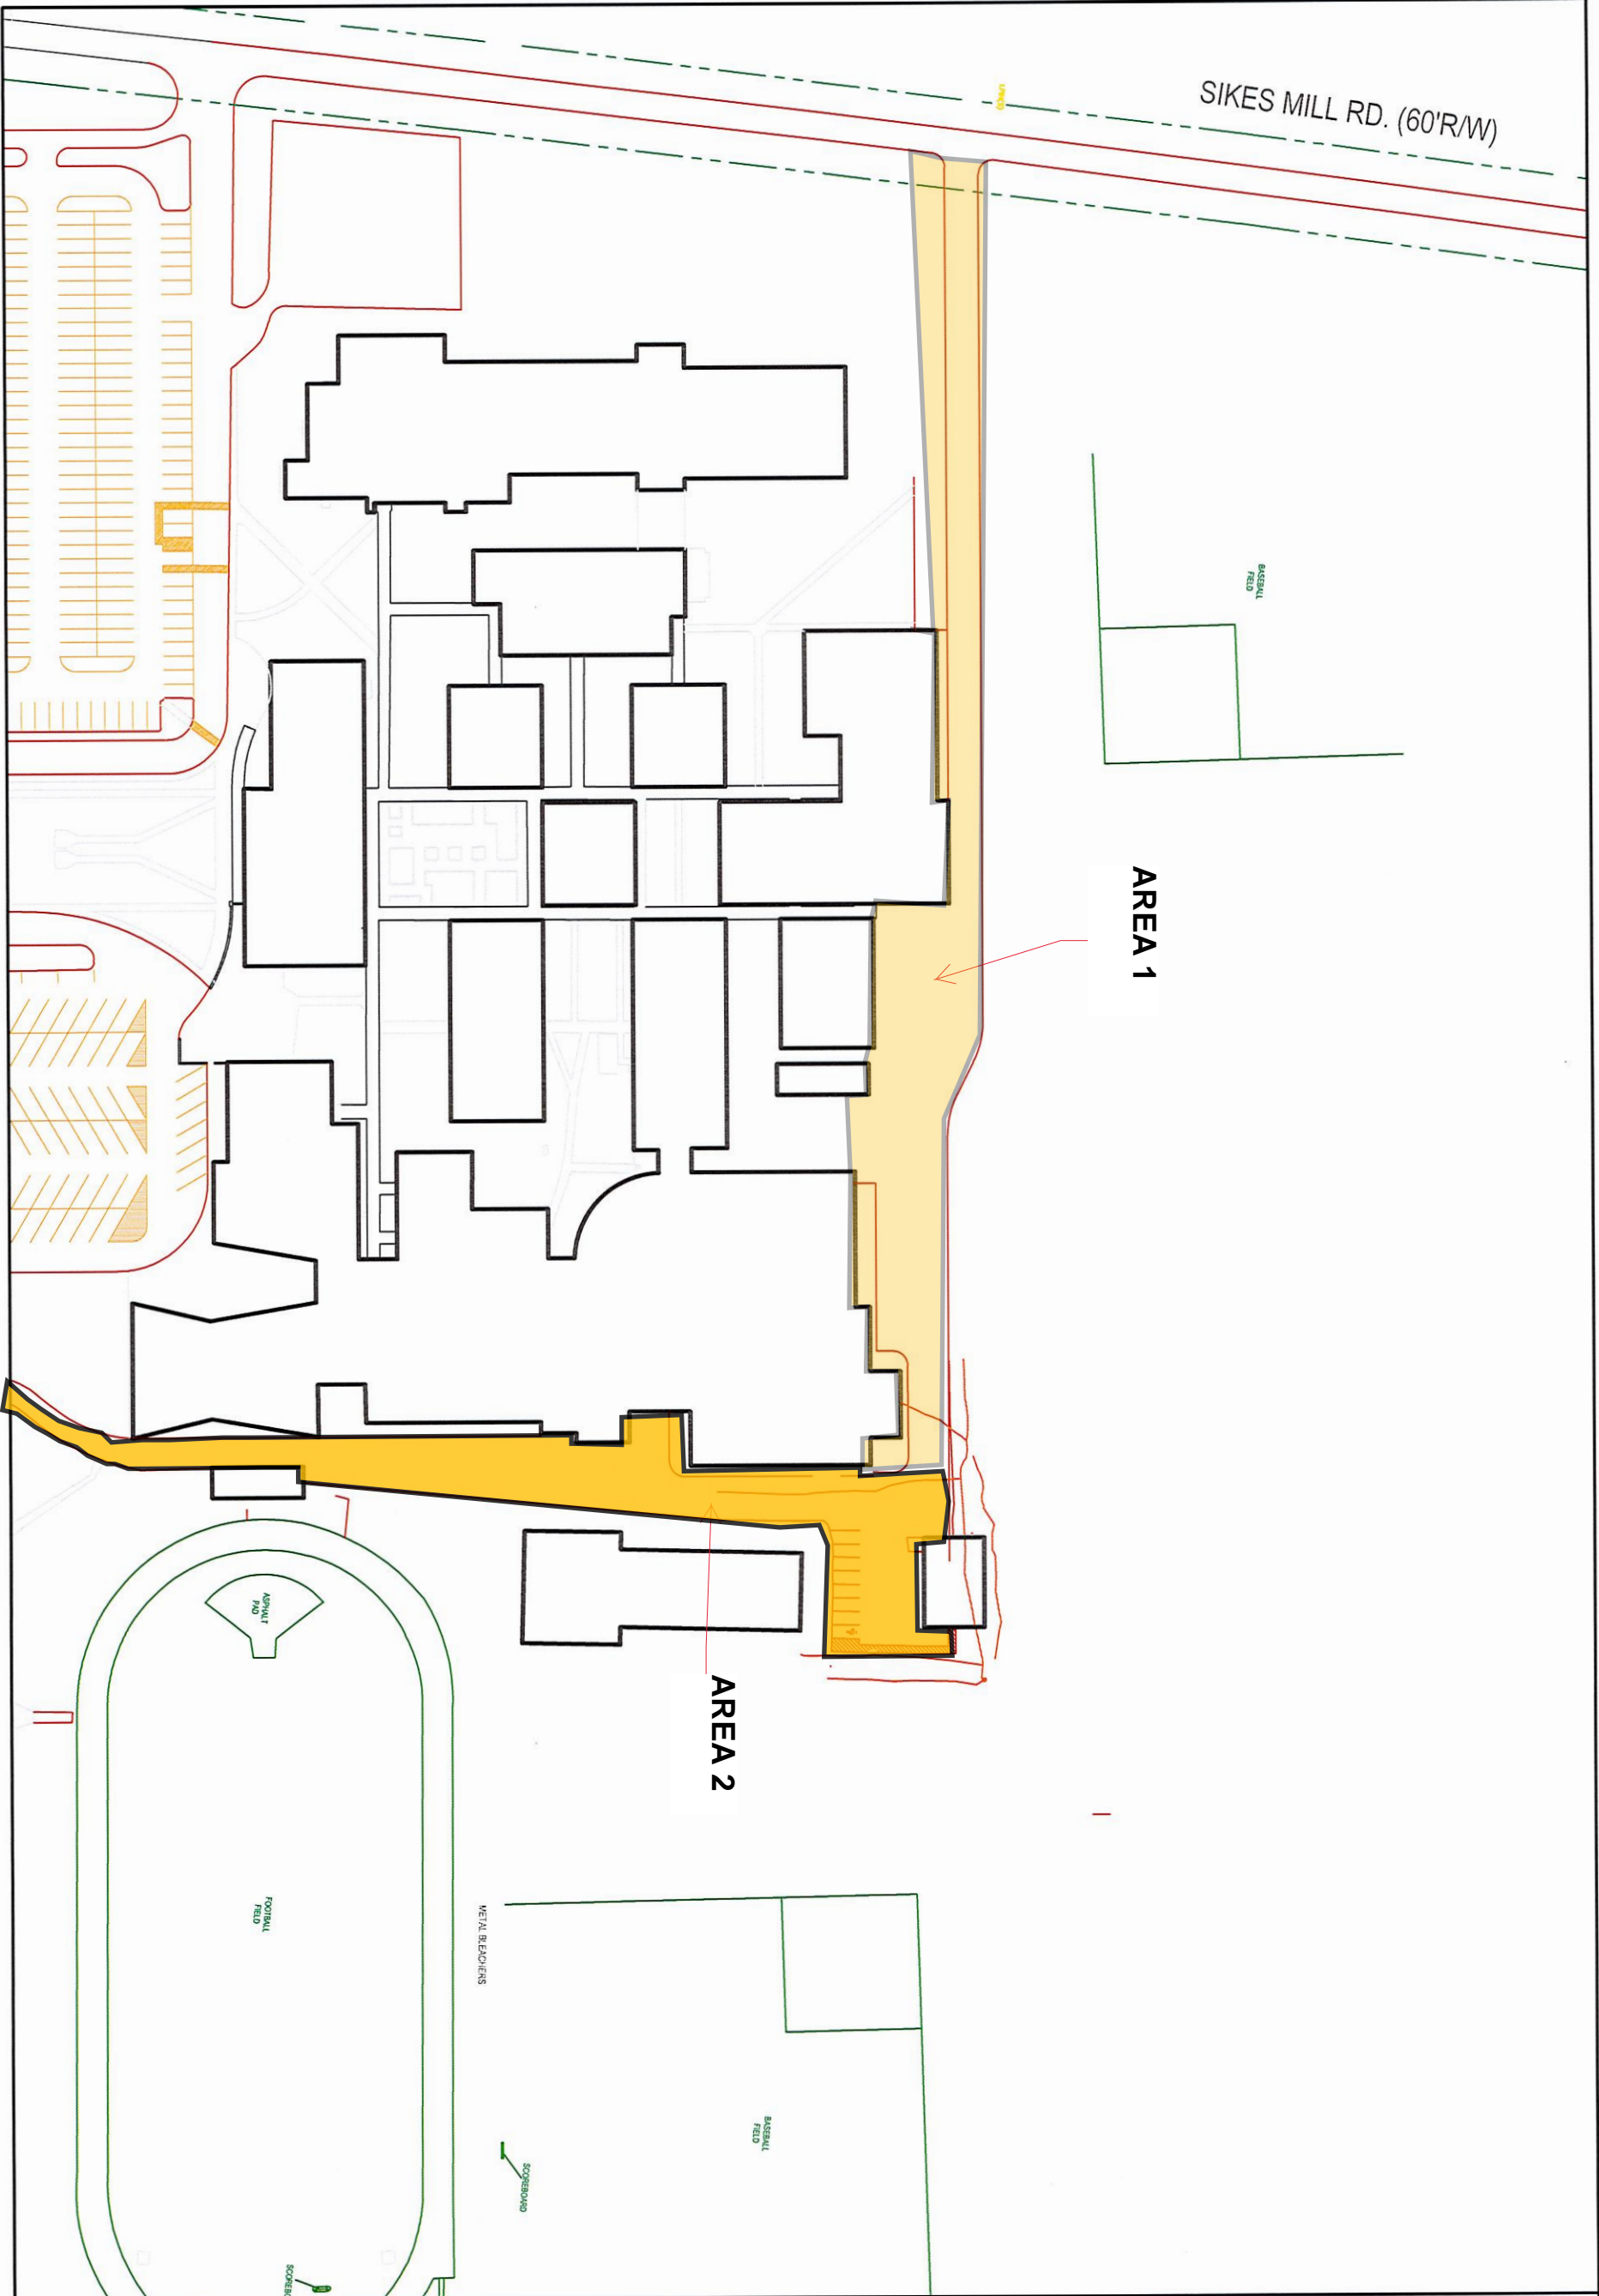 SIKES MILL RD. (60'R/W)
BASEBALL
FIELD
AREA 1
ASPHALT
PAD
AREA 2
FOOTBALL
FIELD
METAL BLEACHERS
BASEBALL
FIELD
SCOREBOARD
SCOREBO